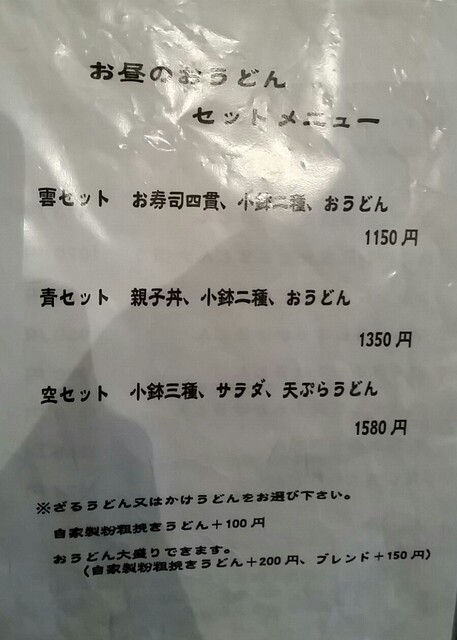 お昼のおうどん
セットメニュー
雲セット お寿司四貫、小鉢二種、おうどん
1150円
青セット 親子丼、小鉢二種、おうどん
1350円
空セット 小鉢三種、サラダ、天ぷらうどん
1580円
※ざるうどん又はかけうどんをお選び下さい。
自家製粉粗挽きうどん＋100円
おうどん大盛りできます。
（自家製粉粗挽きうどん＋200円、ブレンド＋150円）